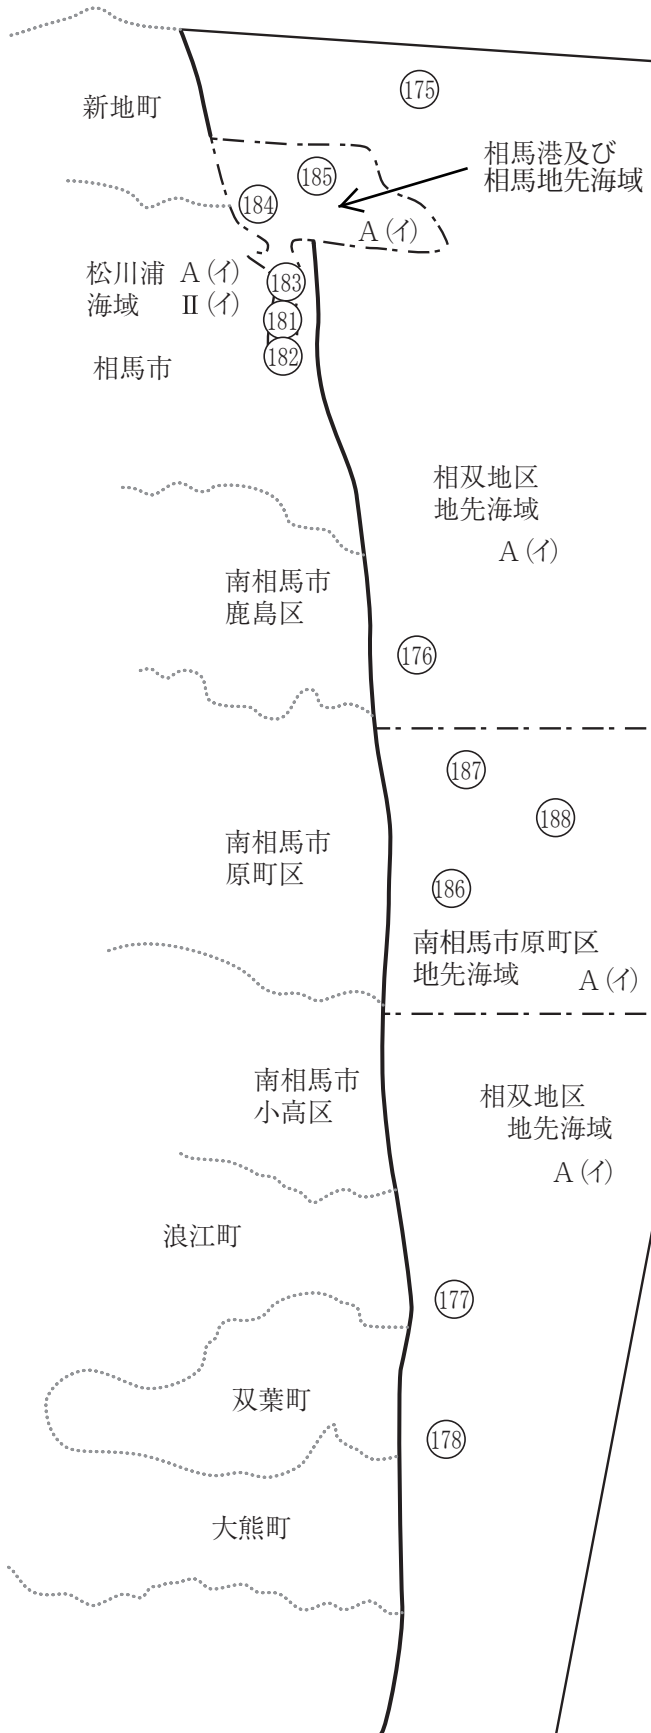 175
新地町
相馬港及び
相馬地先海域
185
184
A (イ)
松川浦 A (イ)
海域 Ⅱ (イ)
183
181
182
相馬市
相双地区
地先海域
A (イ)
南相馬市
鹿島区
176
187
188
南相馬市
原町区
186
南相馬市原町区
地先海域 A (イ)
南相馬市
小高区
相双地区
地先海域
A (イ)
浪江町
177
双葉町
178
大熊町